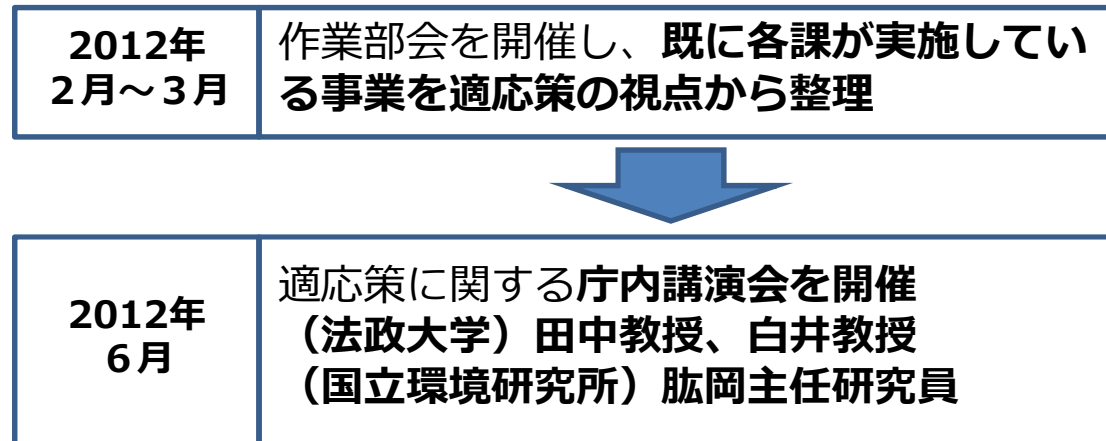 2012年
２月～３月
作業部会を開催し、既に各課が実施してい
る事業を適応策の視点から整理
2012年
６月
適応策に関する庁内講演会を開催
（法政大学）田中教授、白井教授
（国立環境研究所）肱岡主任研究員